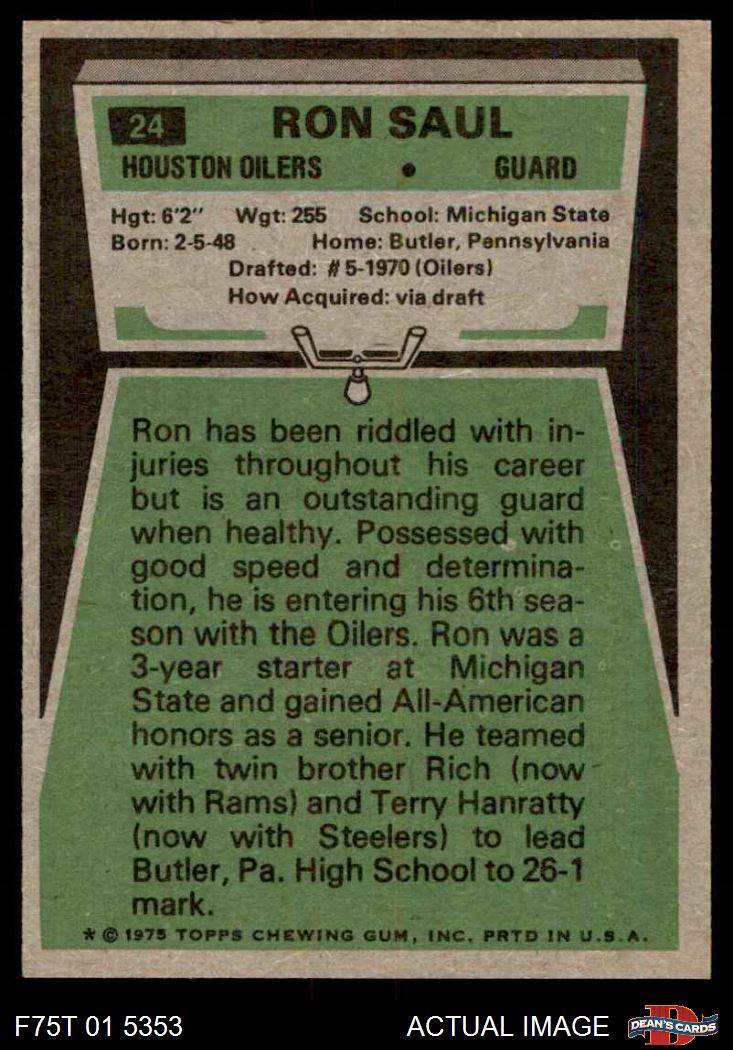 24 RON SAUL
HOUSTON OILERS • GUARD
Hgt: 6'2" Wgt: 255 School: Michigan State
Born: 2-5-48 Home: Butler, Pennsylvania
Drafted: #5-1970 (Oilers)
How Acquired: via draft
Ron has been riddled with in-
juries throughout his career
but is an outstanding guard
when healthy. Possessed with
good speed and determina-
tion, he is entering his 6th sea-
son with the Oilers. Ron was a
3-year starter at Michigan
State and gained All-American
honors as a senior. He teamed
with twin brother Rich (now
with Rams) and Terry Hanratty
(now with Steelers) to lead
Butler, Pa. High School to 26-1
mark.
* © 1975 TOPPS CHEWING GUM, INC. PRTD IN U.S.A.
F75T 01 5353 ACTUAL IMAGE DEAN'S CARDS